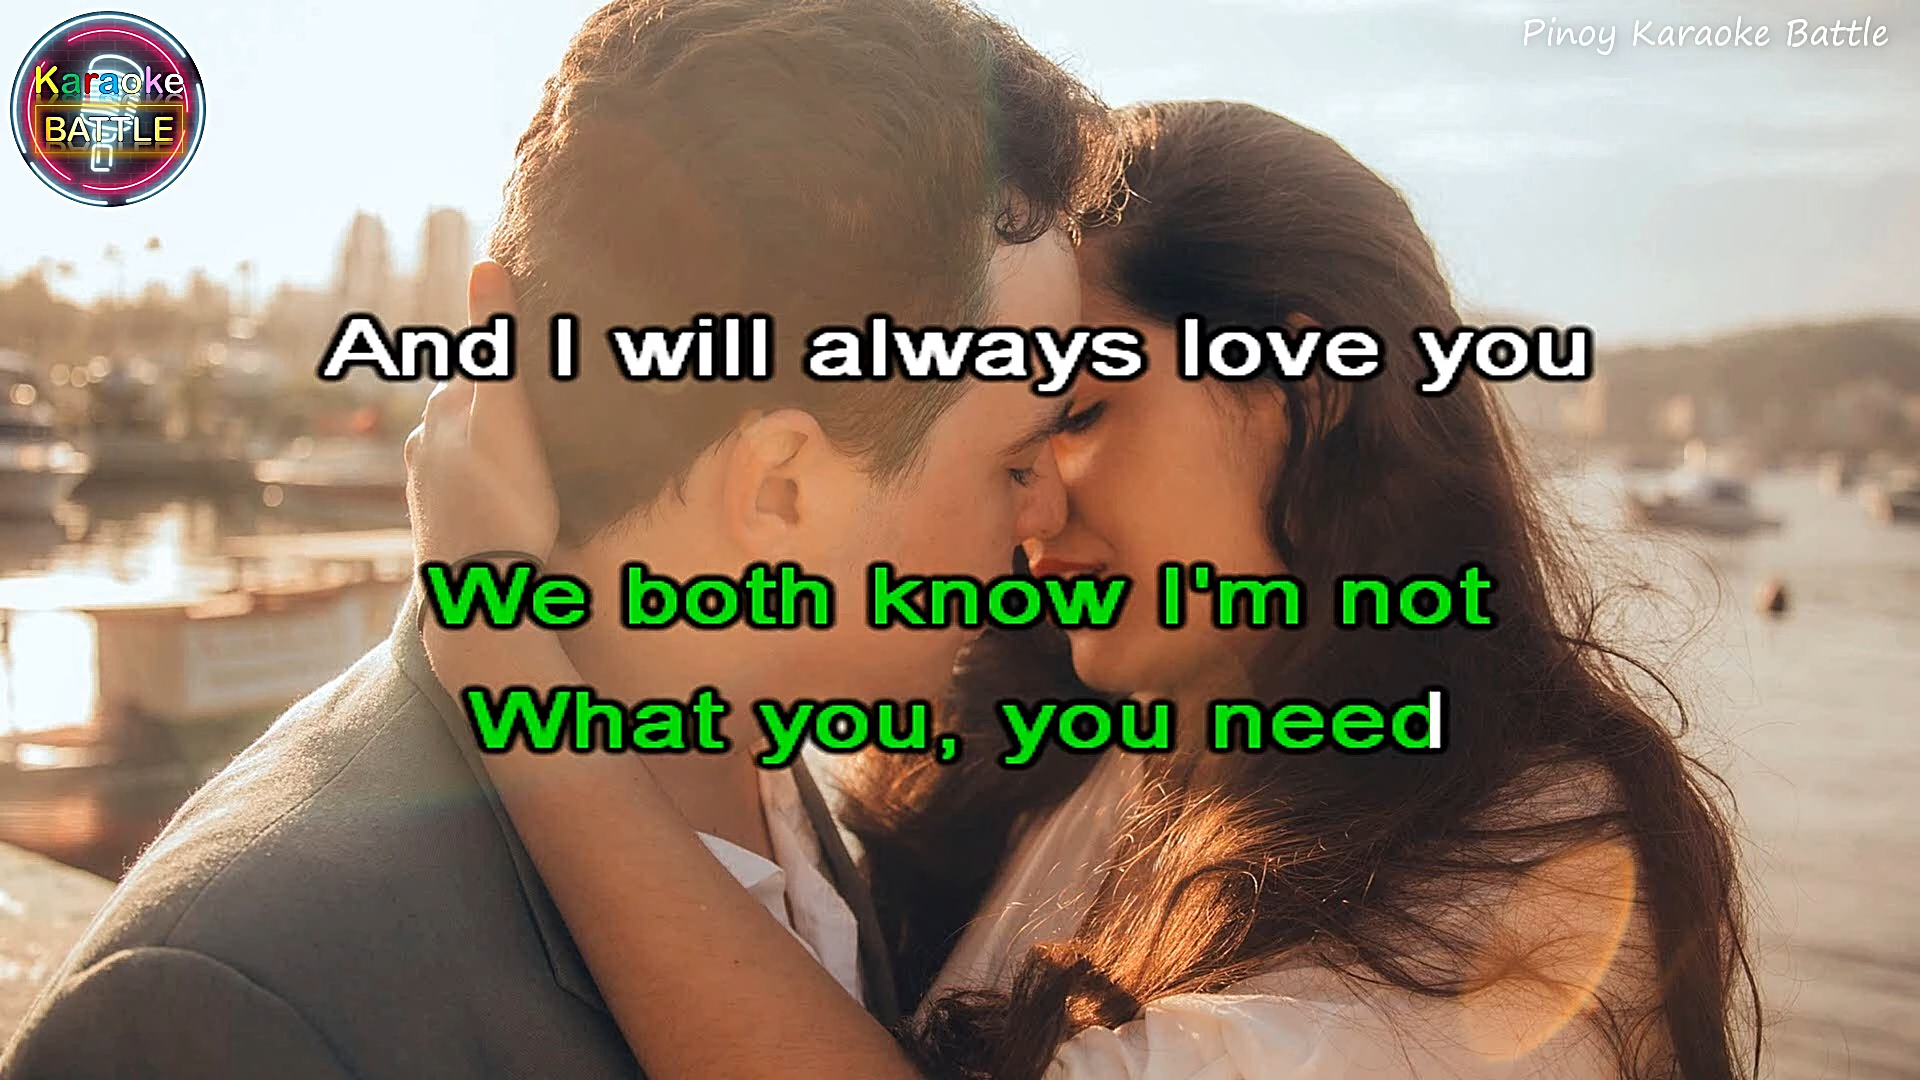 Karaoke
BATTLE
Pinoy Karaoke Battle
And I will always love you
We both know I'm not
What you, you need